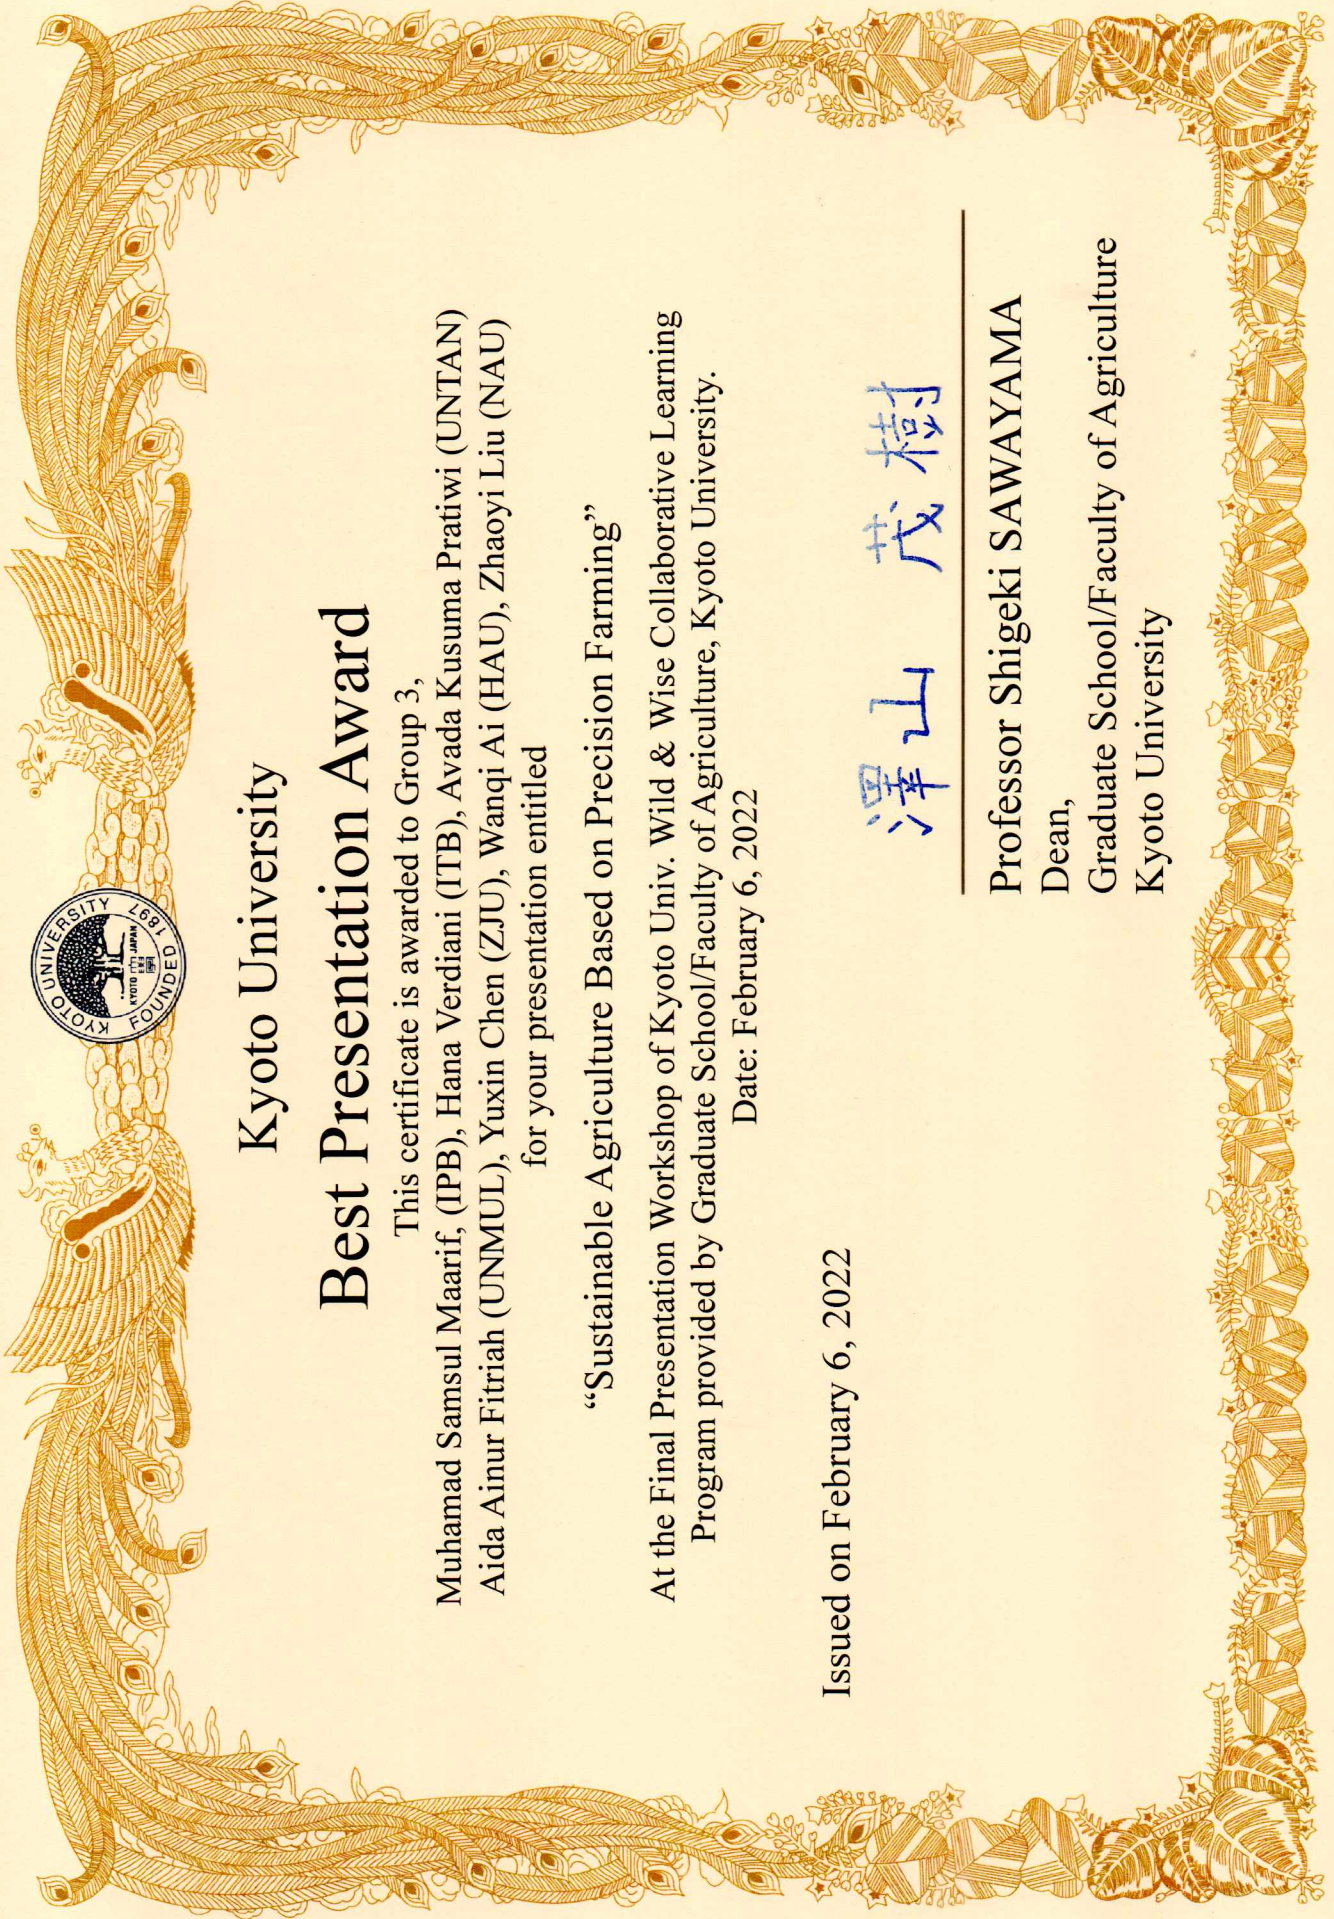 KYOTO UNIVERSITY
FOUNDED 1897
KYOTO JAPAN
Kyoto University
Best Presentation Award
This certificate is awarded to Group 3,
Muhamad Samsul Maarif, (IPB), Hana Verdiani (ITB), Avada Kusuma Pratiwi (UNTAN)
Aida Ainur Fitriah (UNMUL), Yuxin Chen (ZJU), Wanqi Ai (HAU), Zhaoyi Liu (NAU)
for your presentation entitled
“Sustainable Agriculture Based on Precision Farming”
At the Final Presentation Workshop of Kyoto Univ. Wild & Wise Collaborative Learning
Program provided by Graduate School/Faculty of Agriculture, Kyoto University.
Date: February 6, 2022
Issued on February 6, 2022
澤山 茂樹
Professor Shigeki SAWAYAMA
Dean,
Graduate School/Faculty of Agriculture
Kyoto University